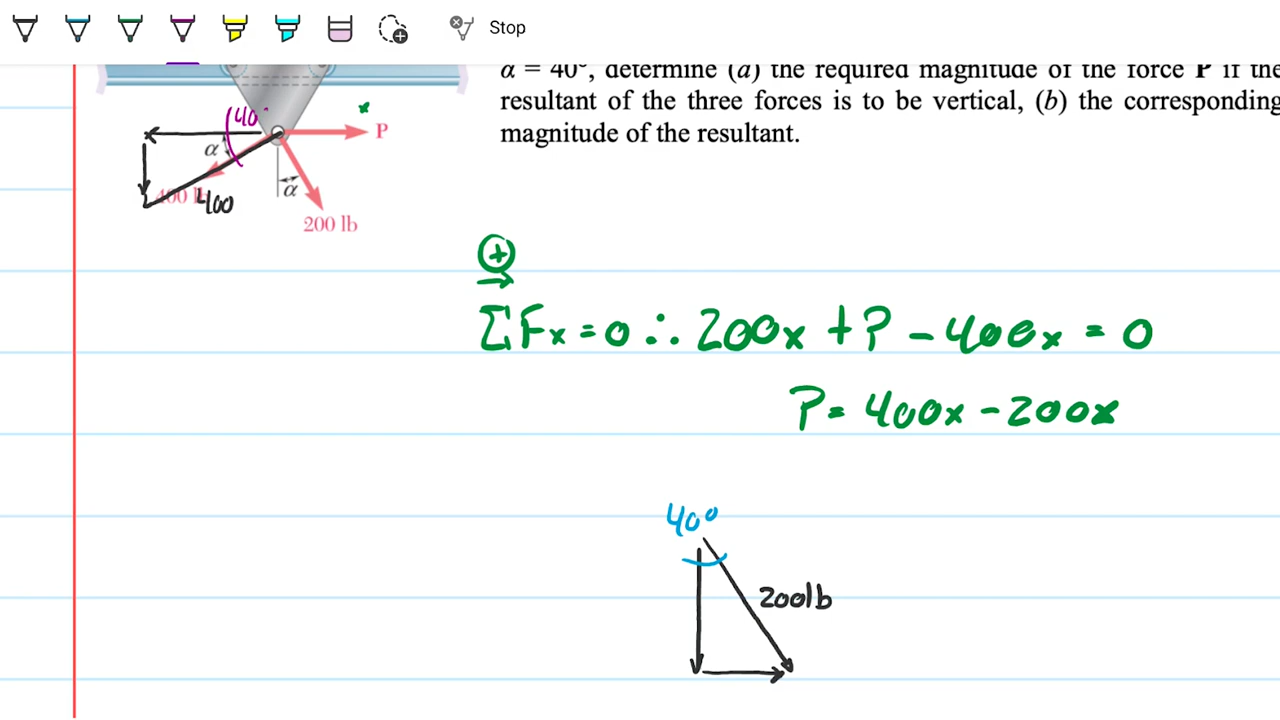 Stop
α = 40°, determine (a) the required magnitude of the force P if the
resultant of the three forces is to be vertical, (b) the corresponding
magnitude of the resultant.
40°
P
α
400 lb
400
α
200 lb
+
ΣFx = 0 ∴ 200x + P - 400x = 0
P = 400x - 200x
40°
200lb